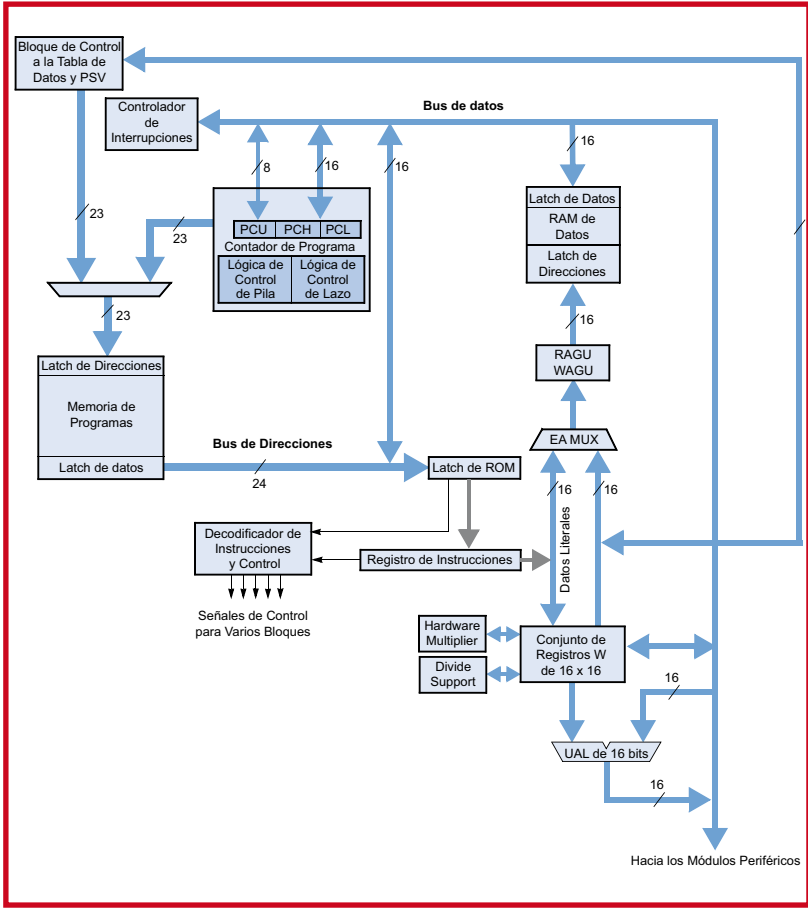 Bloque de Control
a la Tabla de
Datos y PSV
Controlador
de
Interrupciones
Bus de datos
8
16
16
16
23
23
PCU
PCH
PCL
Contador de Programa
Lógica de
Control
de Pila
Lógica de
Control
de Lazo
Latch de Datos
RAM de
Datos
Latch de
Direcciones
23
16
RAGU
WAGU
Latch de Direcciones
Memoria de
Programas
Latch de datos
Bus de Direcciones
24
EA MUX
Latch de ROM
16
16
Datos Literales
Decodificador de
Instrucciones
y Control
Registro de Instrucciones
Señales de Control
para Varios Bloques
Hardware
Multiplier
Divide
Support
Conjunto de
Registros W
de 16 x 16
16
UAL de 16 bits
16
Hacia los Módulos Periféricos